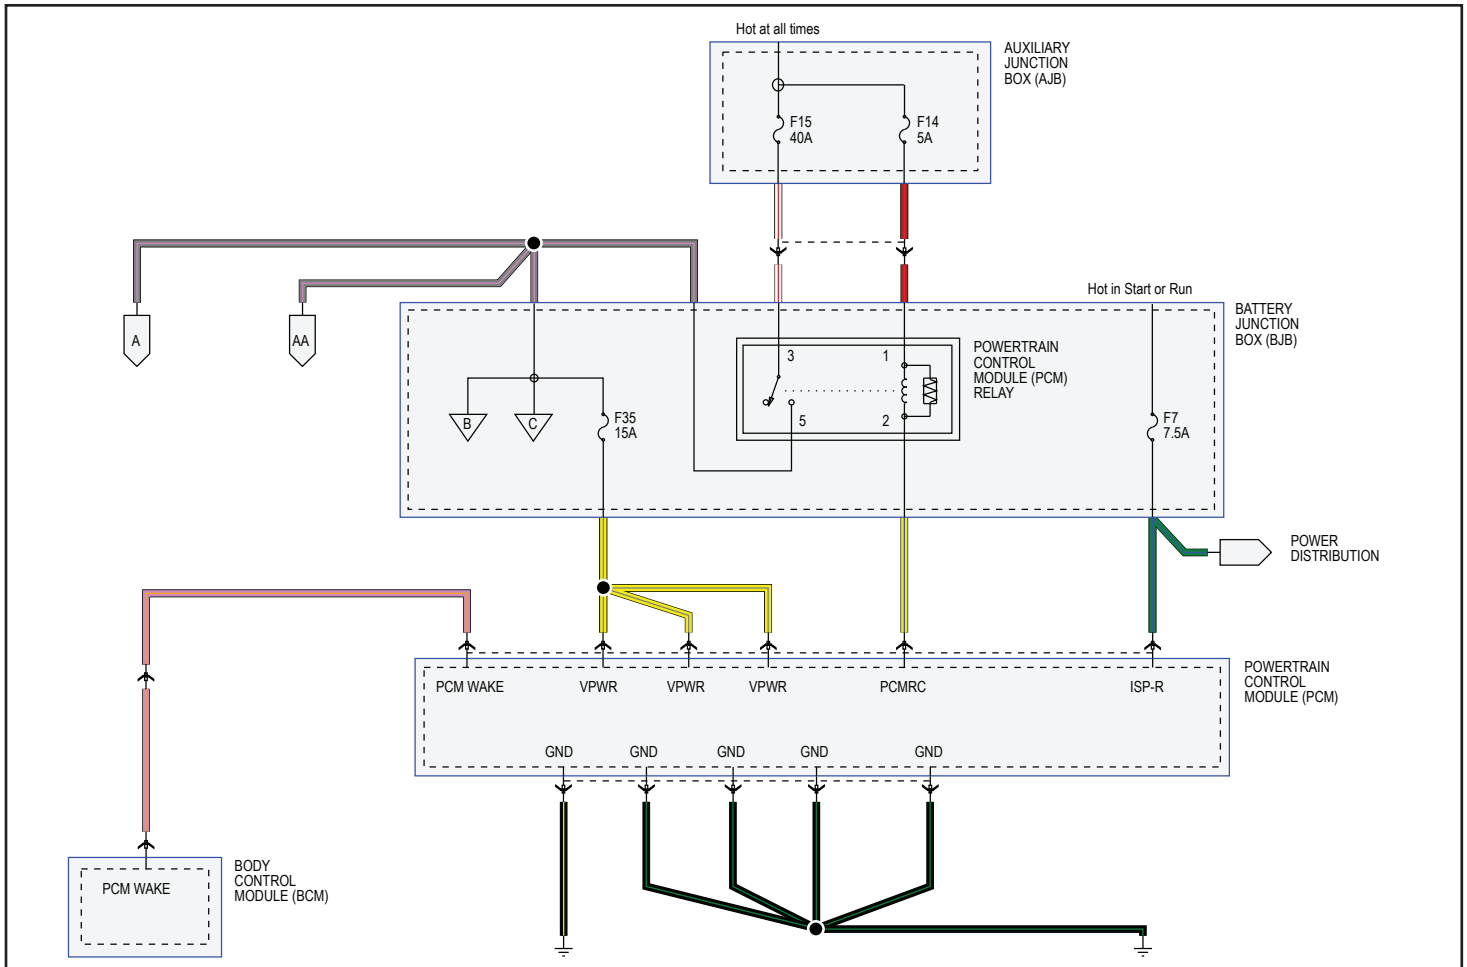 Hot at all times
AUXILIARY
JUNCTION
BOX (AJB)
F15
40A
F14
5A
Hot in Start or Run
BATTERY
JUNCTION
BOX (BJB)
A
AA
3
1
POWERTRAIN
CONTROL
MODULE (PCM)
RELAY
B
C
F35
15A
5
2
F7
7.5A
POWER
DISTRIBUTION
POWERTRAIN
CONTROL
MODULE (PCM)
PCM WAKE
VPWR
VPWR
VPWR
PCMRC
ISP-R
GND
GND
GND
GND
GND
BODY
CONTROL
MODULE (BCM)
PCM WAKE